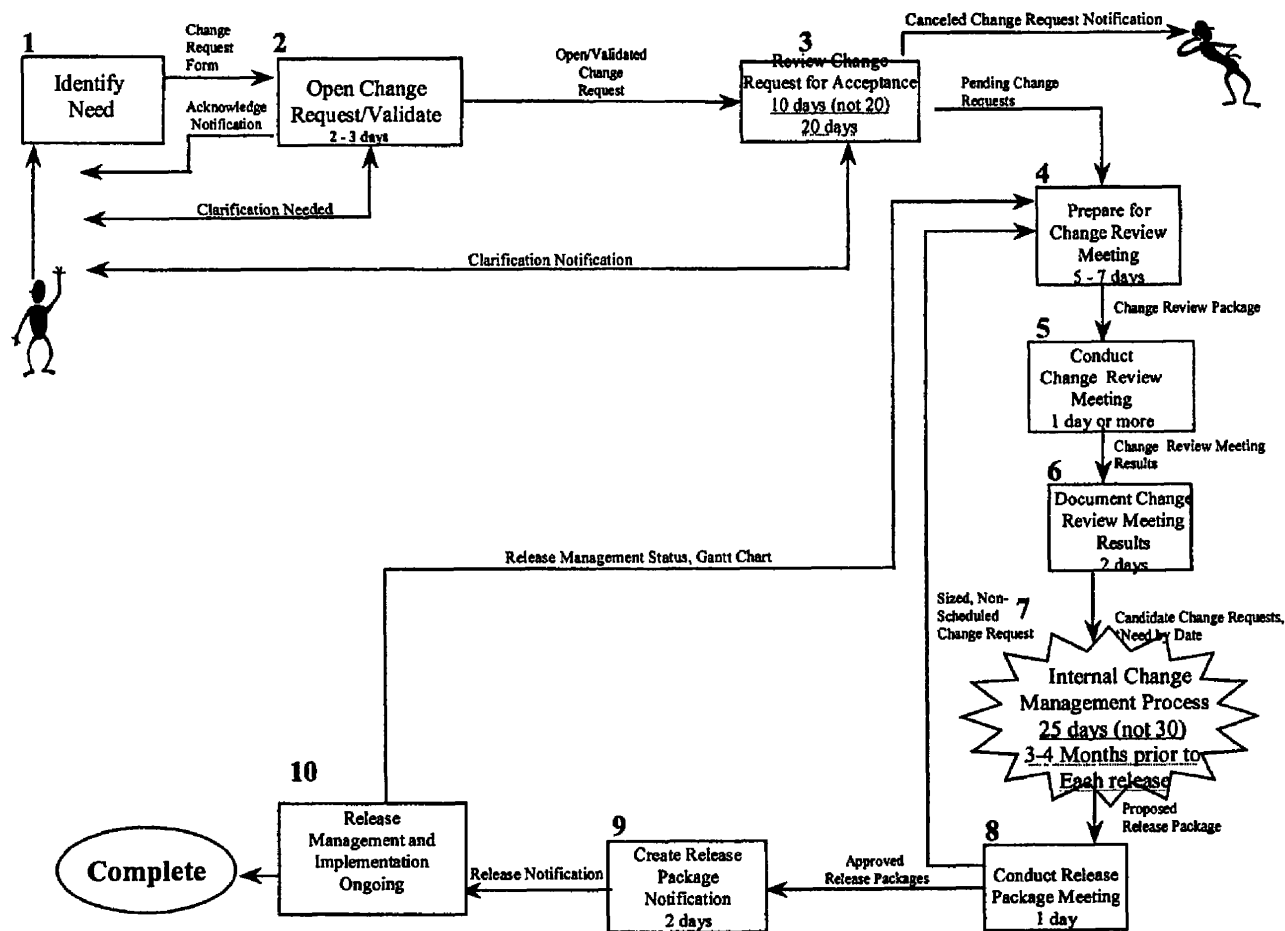 1
Identify
Need
Change
Request
Form
2
Open Change
Request/Validate
2 - 3 days
Acknowledge
Notification
Clarification Needed
Clarification Notification
Open/Validated
Change
Request
3
Review Change
Request for Acceptance
10 days (not 20)
20 days
Canceled Change Request Notification
Pending Change
Requests
4
Prepare for
Change Review
Meeting
5 - 7 days
Change Review Package
5
Conduct
Change Review
Meeting
1 day or more
Change Review Meeting
Results
6
Document Change
Review Meeting
Results
2 days
Release Management Status, Gantt Chart
Sized, Non-
Scheduled
Change Request
7
Candidate Change Requests,
'Need by Date
Internal Change
Management Process
25 days (not 30)
3-4 Months prior to
Each release
Proposed
Release Package
8
Conduct Release
Package Meeting
1 day
Approved
Release Packages
9
Create Release
Package
Notification
2 days
Release Notification
10
Release
Management and
Implementation
Ongoing
Complete